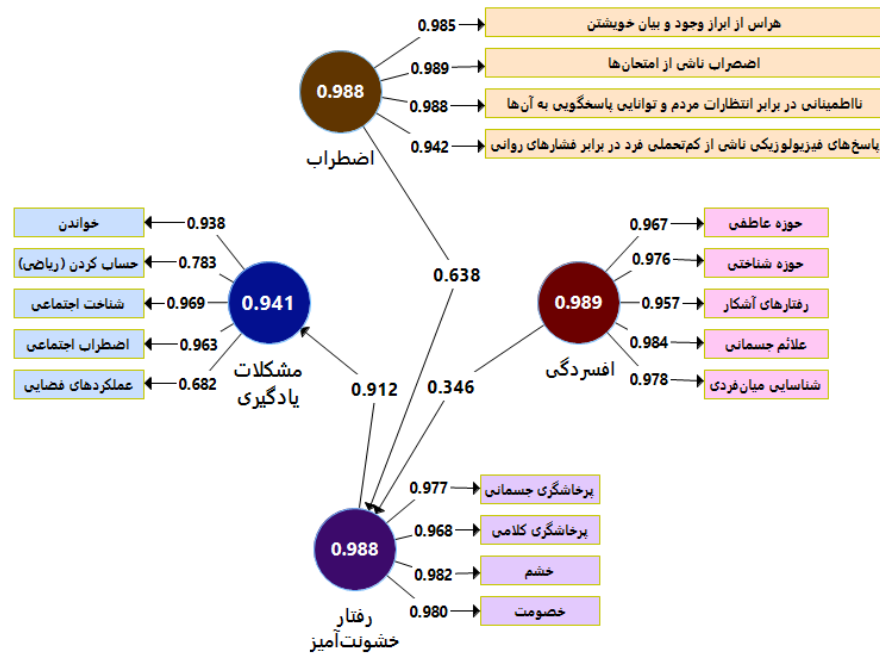 0.985
هراس از ابراز وجود و بیان خویشتن
0.989
اضصراب ناشی از امتحان‌ها
0.988
0.988
نااطمینانی در برابر انتظارات مردم و توانایی پاسخگویی به آن‌ها
0.942
پاسخ‌های فیزیولوزیکی ناشی از کم‌تحملی فرد در برابر فشارهای روانی
اضطراب
خواندن
0.938
حساب کردن (ریاضی)
0.783
شناخت اجتماعی
0.969
اضطراب اجتماعی
0.963
عملکردهای فضایی
0.682
0.941
مشکلات
یادگیری
0.638
0.967
حوزه عاطفی
0.976
حوزه شناختی
0.989
0.957
رفتارهای آشکار
0.984
علائم جسمانی
0.978
شناسایی میان‌فردی
افسردگی
0.912
0.346
0.977
پرخاشگری جسمانی
0.968
پرخاشگری کلامی
0.988
0.982
خشم
0.980
خصومت
رفتار
خشونت‌آمیز